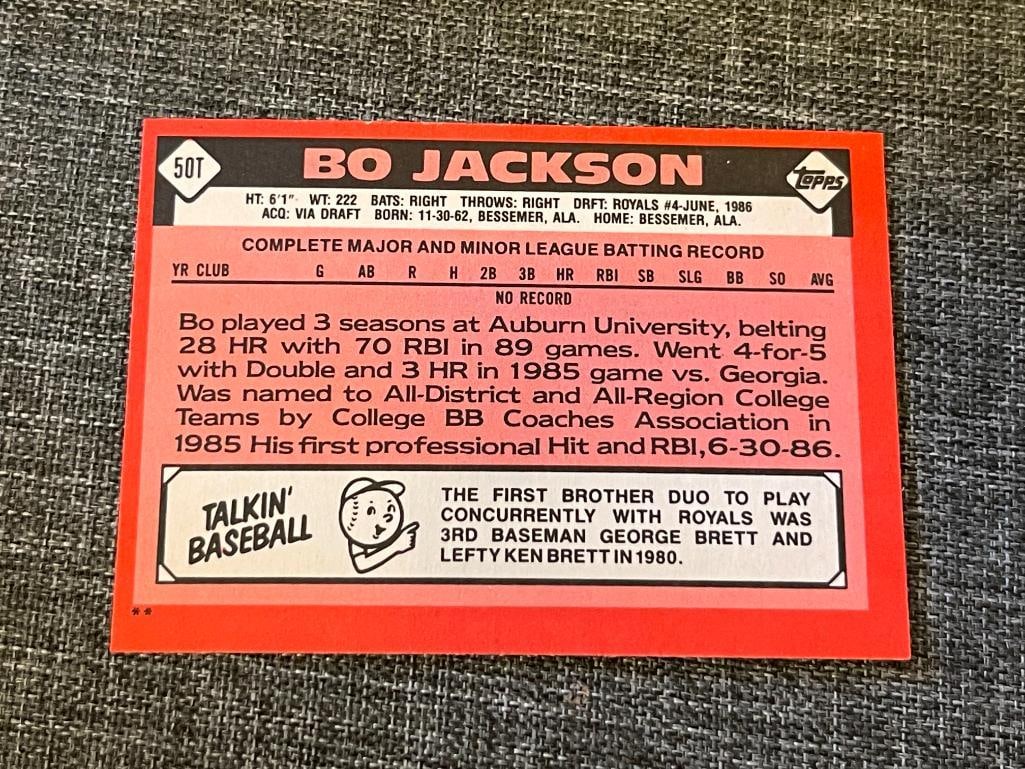 50T
BO JACKSON
TOPPS
HT: 6'1" WT: 222 BATS: RIGHT THROWS: RIGHT DRFT: ROYALS #4-JUNE, 1986
ACQ: VIA DRAFT BORN: 11-30-62, BESSEMER, ALA. HOME: BESSEMER, ALA.
COMPLETE MAJOR AND MINOR LEAGUE BATTING RECORD
YR CLUB G AB R H 2B 3B HR RBI SB SLG BB SO AVG
NO RECORD
Bo played 3 seasons at Auburn University, belting
28 HR with 70 RBI in 89 games. Went 4-for-5
with Double and 3 HR in 1985 game vs. Georgia.
Was named to All-District and All-Region College
Teams by College BB Coaches Association in
1985 His first professional Hit and RBI, 6-30-86.
TALKIN'
BASEBALL
THE FIRST BROTHER DUO TO PLAY
CONCURRENTLY WITH ROYALS WAS
3RD BASEMAN GEORGE BRETT AND
LEFTY KEN BRETT IN 1980.
**